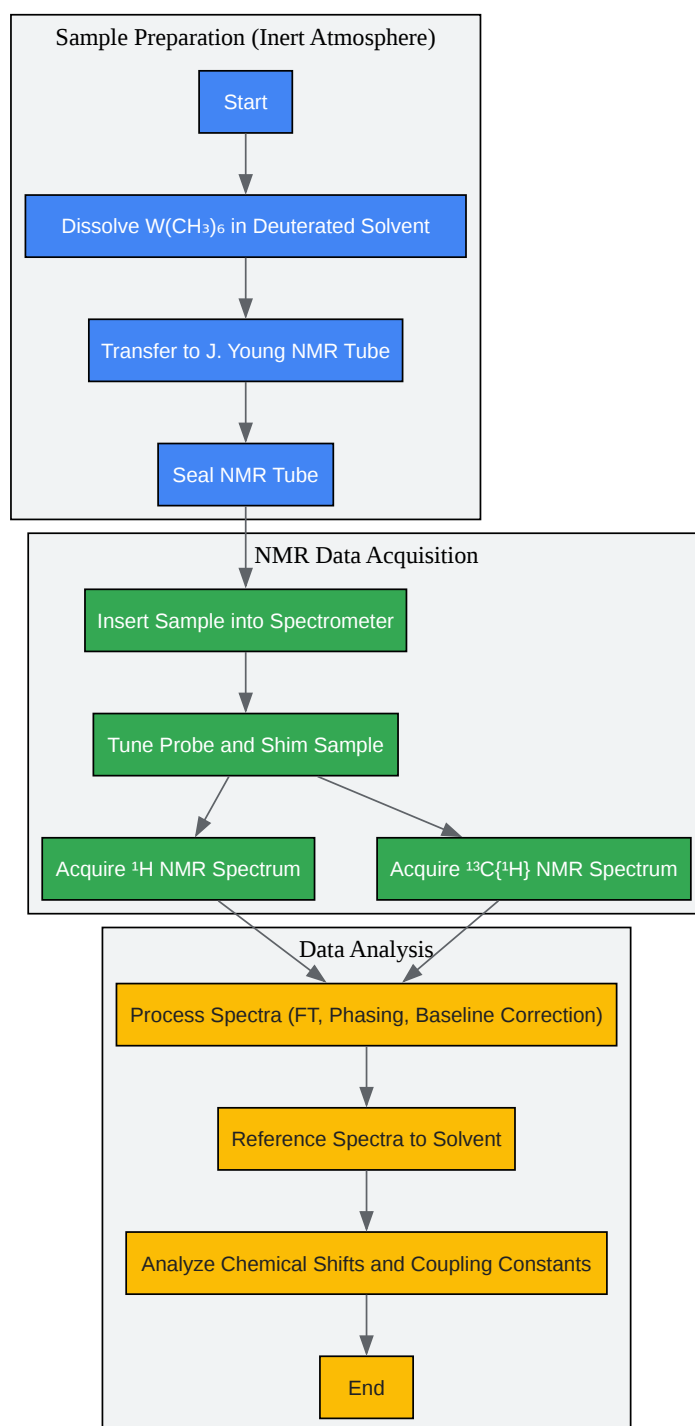 Sample Preparation (Inert Atmosphere)
Start
Dissolve W(CH₃)₆ in Deuterated Solvent
Transfer to J. Young NMR Tube
Seal NMR Tube
NMR Data Acquisition
Insert Sample into Spectrometer
Tune Probe and Shim Sample
Acquire ¹H NMR Spectrum
Acquire ¹³C{¹H} NMR Spectrum
Data Analysis
Process Spectra (FT, Phasing, Baseline Correction)
Reference Spectra to Solvent
Analyze Chemical Shifts and Coupling Constants
End